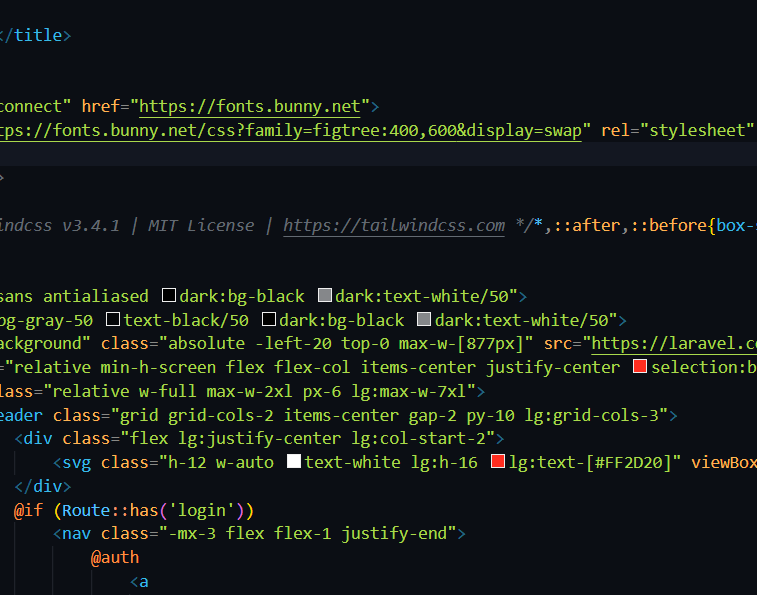 </title>
connect" href="https://fonts.bunny.net">
tps://fonts.bunny.net/css?family=figtree:400,600&display=swap" rel="stylesheet"
>
indcss v3.4.1 | MIT License | https://tailwindcss.com */*,::after,::before{box-s
sans antialiased dark:bg-black dark:text-white/50">
bg-gray-50 text-black/50 dark:bg-black dark:text-white/50">
ackground" class="absolute -left-20 top-0 max-w-[877px]" src="https://laravel.co
="relative min-h-screen flex flex-col items-center justify-center selection:b
lass="relative w-full max-w-2xl px-6 lg:max-w-7xl">
eader class="grid grid-cols-2 items-center gap-2 py-10 lg:grid-cols-3">
<div class="flex lg:justify-center lg:col-start-2">
<svg class="h-12 w-auto text-white lg:h-16 lg:text-[#FF2D20]" viewBox
</div>
@if (Route::has('login'))
<nav class="-mx-3 flex flex-1 justify-end">
@auth
<a